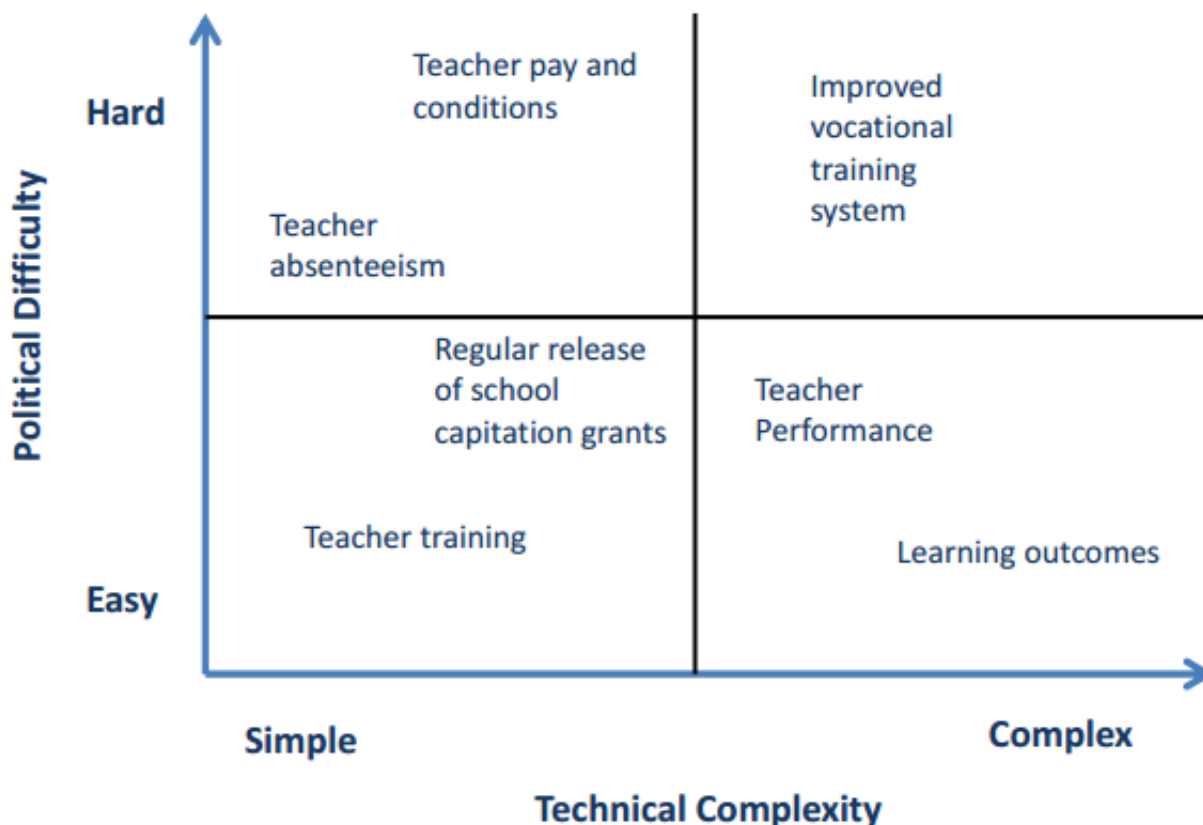 Hard
Political Difficulty
Easy
Teacher pay and
conditions
Improved
vocational
training
system
Teacher
absenteeism
Regular release
of school
capitation grants
Teacher
Performance
Teacher training
Learning outcomes
Simple
Complex
Technical Complexity